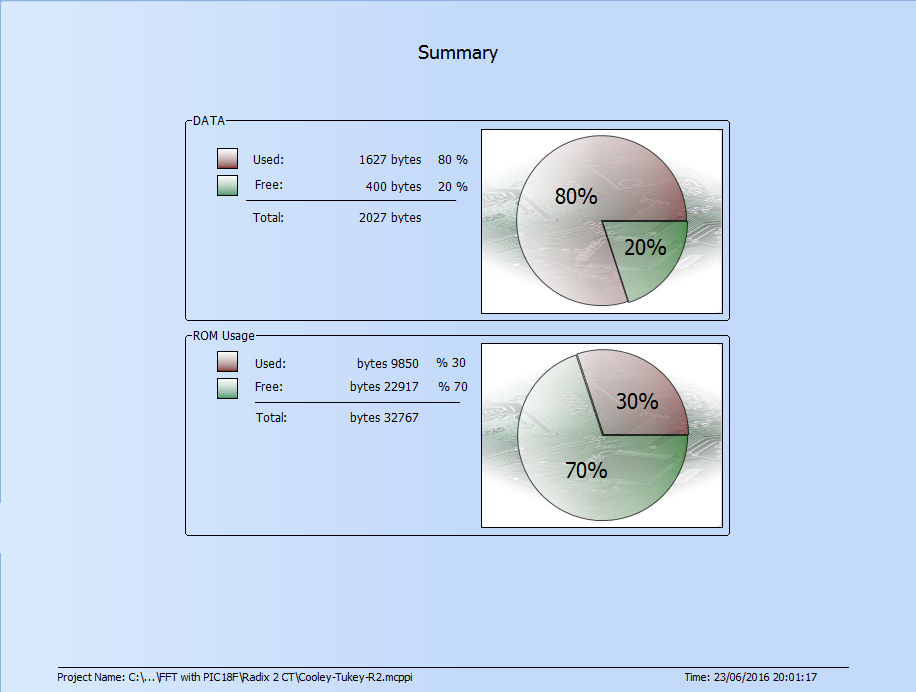 Summary
DATA
Used: 1627 bytes 80 %
Free: 400 bytes 20 %
Total: 2027 bytes
80%
20%
ROM Usage
Used: bytes 9850 % 30
Free: bytes 22917 % 70
Total: bytes 32767
30%
70%
Project Name: C:\...\FFT with PIC18F\Radix 2 CT\Cooley-Tukey-R2.mcppi
Time: 23/06/2016 20:01:17